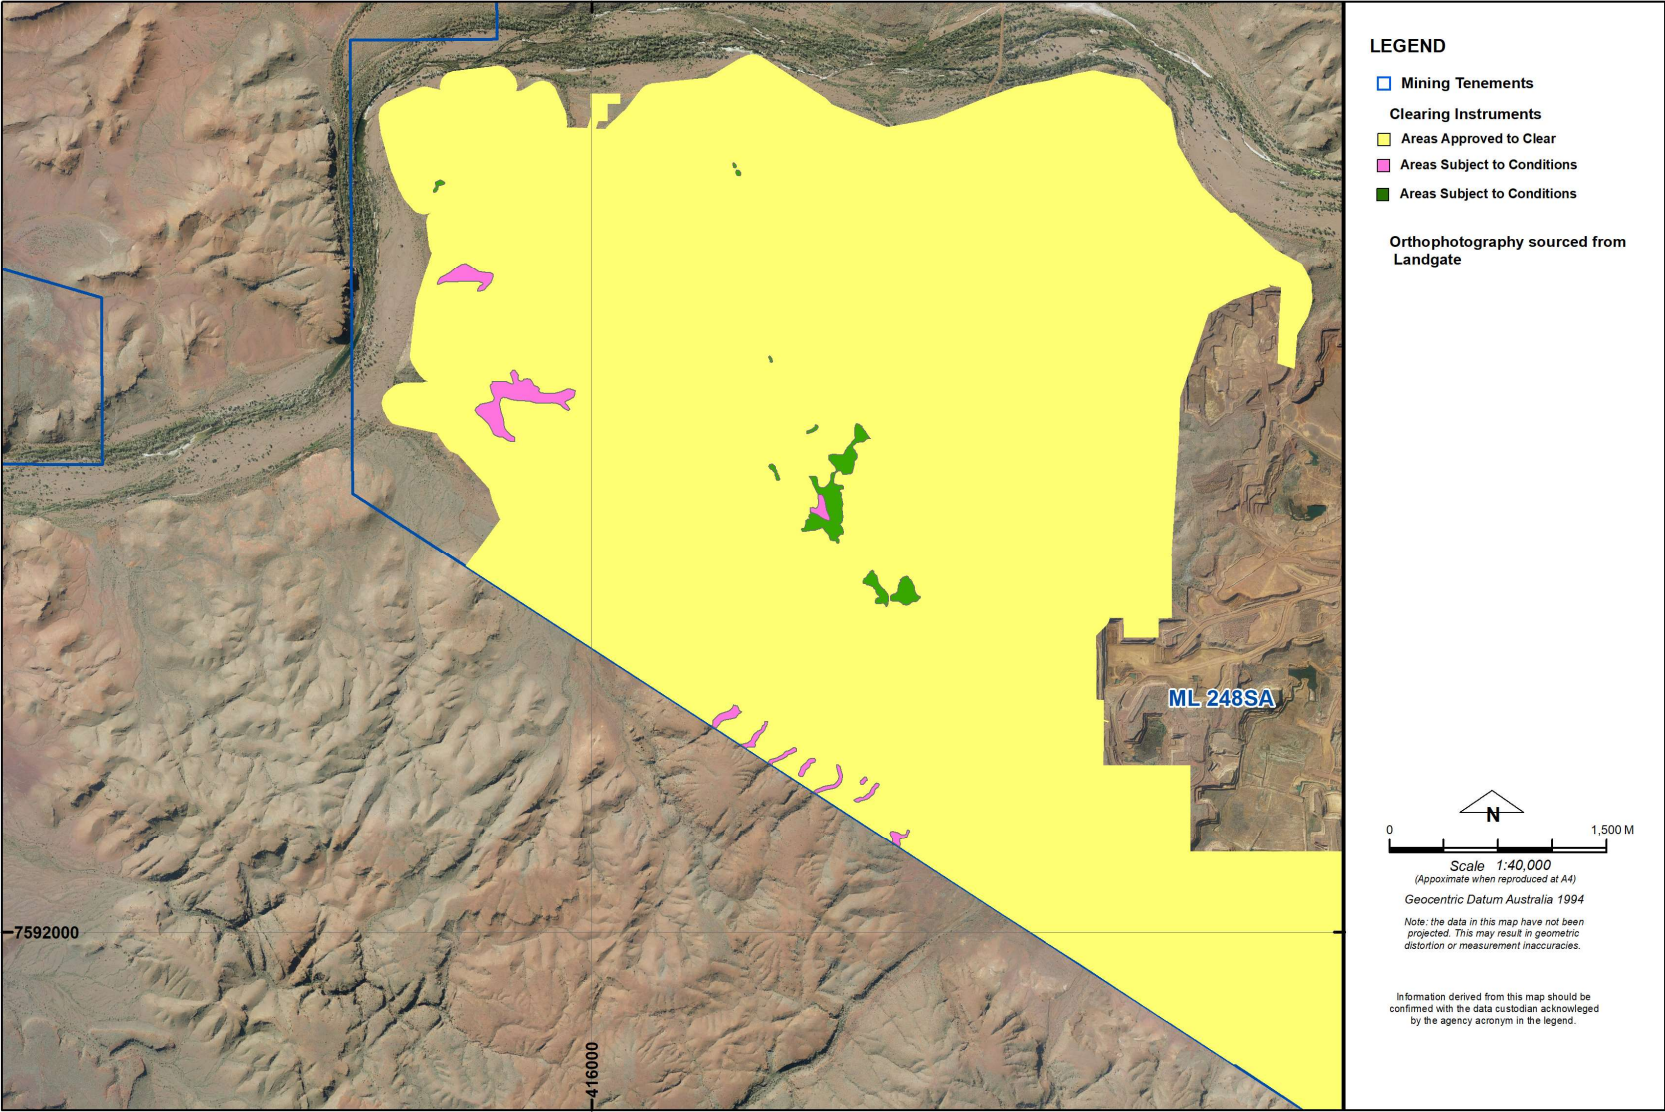 LEGEND
Mining Tenements
Clearing Instruments
Areas Approved to Clear
Areas Subject to Conditions
Areas Subject to Conditions
Orthophotography sourced from
Landgate
ML 248SA
7592000
416000
N
0 1,500 M
Scale 1:40,000
(Appoximate when reproduced at A4)
Geocentric Datum Australia 1994
Note: the data in this map have not been
projected. This may result in geometric
distortion or measurement inaccuracies.
Information derived from this map should be
confirmed with the data custodian acknowleged
by the agency acronym in the legend.